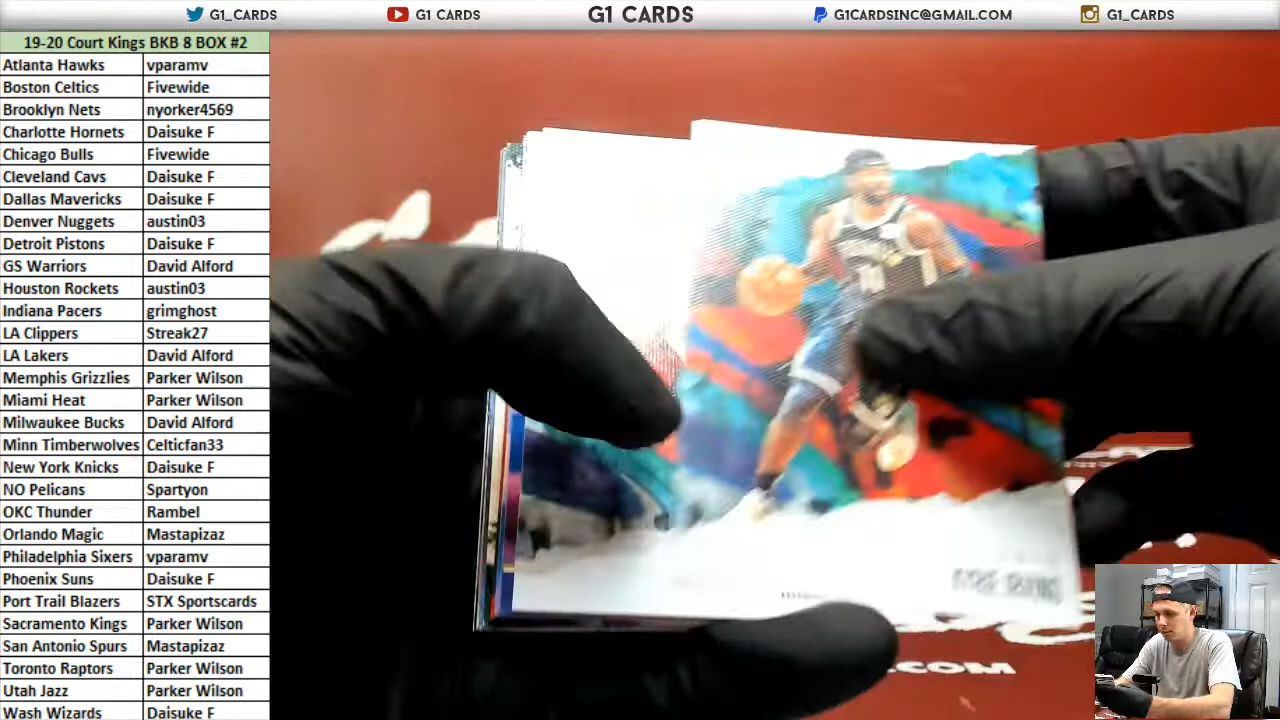 G1_CARDS G1 CARDS G1 CARDS G1CARDSINC@GMAIL.COM G1_CARDS
19-20 Court Kings BKB 8 BOX #2
Atlanta Hawks vparamv
Boston Celtics Fivewide
Brooklyn Nets nyorker4569
Charlotte Hornets Daisuke F
Chicago Bulls Fivewide
Cleveland Cavs Daisuke F
Dallas Mavericks Daisuke F
Denver Nuggets austin03
Detroit Pistons Daisuke F
GS Warriors David Alford
Houston Rockets austin03
Indiana Pacers grimghost
LA Clippers Streak27
LA Lakers David Alford
Memphis Grizzlies Parker Wilson
Miami Heat Parker Wilson
Milwaukee Bucks David Alford
Minn Timberwolves Celticfan33
New York Knicks Daisuke F
NO Pelicans Spartyon
OKC Thunder Rambel
Orlando Magic Mastapizaz
Philadelphia Sixers vparamv
Phoenix Suns Daisuke F
Port Trail Blazers STX Sportscards
Sacramento Kings Parker Wilson
San Antonio Spurs Mastapizaz
Toronto Raptors Parker Wilson
Utah Jazz Parker Wilson
Wash Wizards Daisuke F
.COM